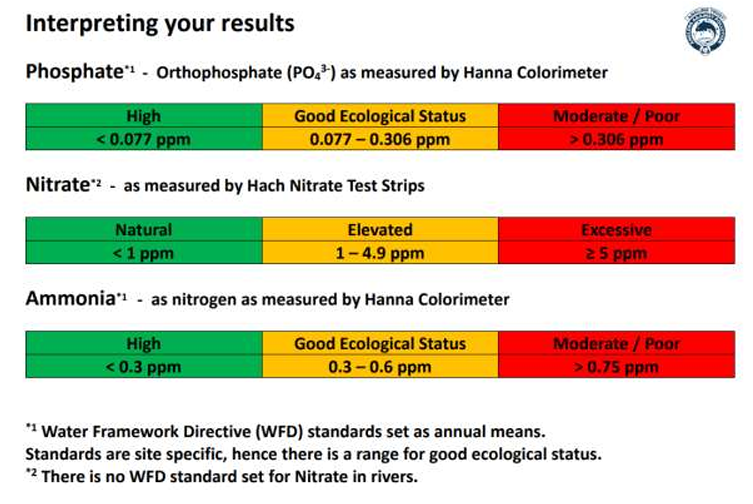 Interpreting your results
Phosphate*1 - Orthophosphate (PO₄³⁻) as measured by Hanna Colorimeter
High Good Ecological Status Moderate / Poor
< 0.077 ppm 0.077 – 0.306 ppm > 0.306 ppm
Nitrate*2 - as measured by Hach Nitrate Test Strips
Natural Elevated Excessive
< 1 ppm 1 – 4.9 ppm ≥ 5 ppm
Ammonia*1 - as nitrogen as measured by Hanna Colorimeter
High Good Ecological Status Moderate / Poor
< 0.3 ppm 0.3 – 0.6 ppm > 0.75 ppm
*1 Water Framework Directive (WFD) standards set as annual means.
Standards are site specific, hence there is a range for good ecological status.
*2 There is no WFD standard set for Nitrate in rivers.